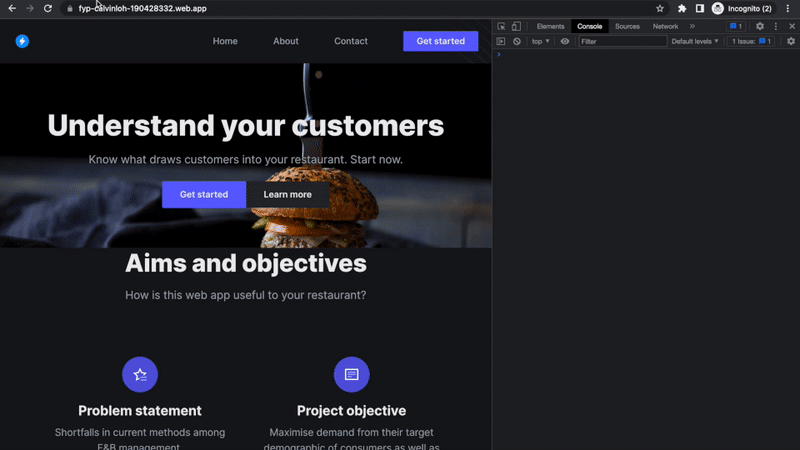 fyp-calvinloh-190428332.web.app
Incognito (2)
Home About Contact Get started
Elements Console Sources Network »
1
top ▾ Filter Default levels ▾ 1 Issue: 1
>
Understand your customers
Know what draws customers into your restaurant. Start now.
Get started Learn more
Aims and objectives
How is this web app useful to your restaurant?
Problem statement
Shortfalls in current methods among
F&B management
Project objective
Maximise demand from their target
demographic of consumers as well as